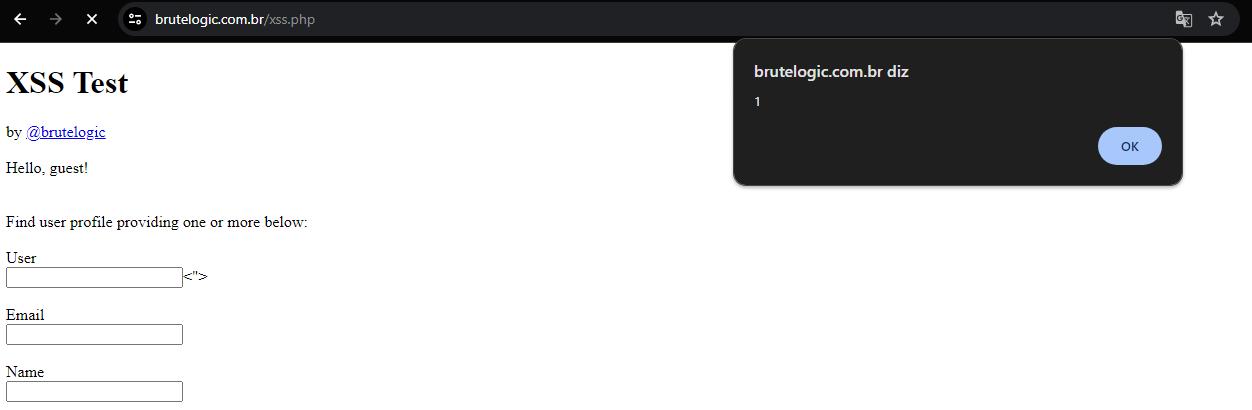 brutelogic.com.br/xss.php
brutelogic.com.br diz
1
OK
XSS Test
by @brutelogic
Hello, guest!
Find user profile providing one or more below:
User
<">
Email
Name